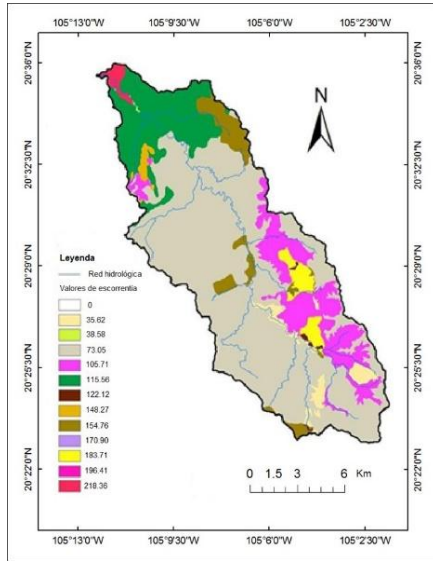 105°13.0'W 105°9.30'W 105°6.0'W 105°2.30'W
20°36'0"N 20°36'0"N
N
20°32.30'N 20°32.30'N
20°29'0"N 20°29'0"N
20°25.30'N 20°25.30'N
20°22'0"N 20°22'0"N
Leyenda
Red hidrológica
Valores de escorrientía
0
35.62
38.58
73.05
105.71
115.56
122.12
148.27
154.76
170.90
183.71
196.41
218.36
0 1.5 3 6 Km
105°13.0'W 105°9.30'W 105°6.0'W 105°2.30'W